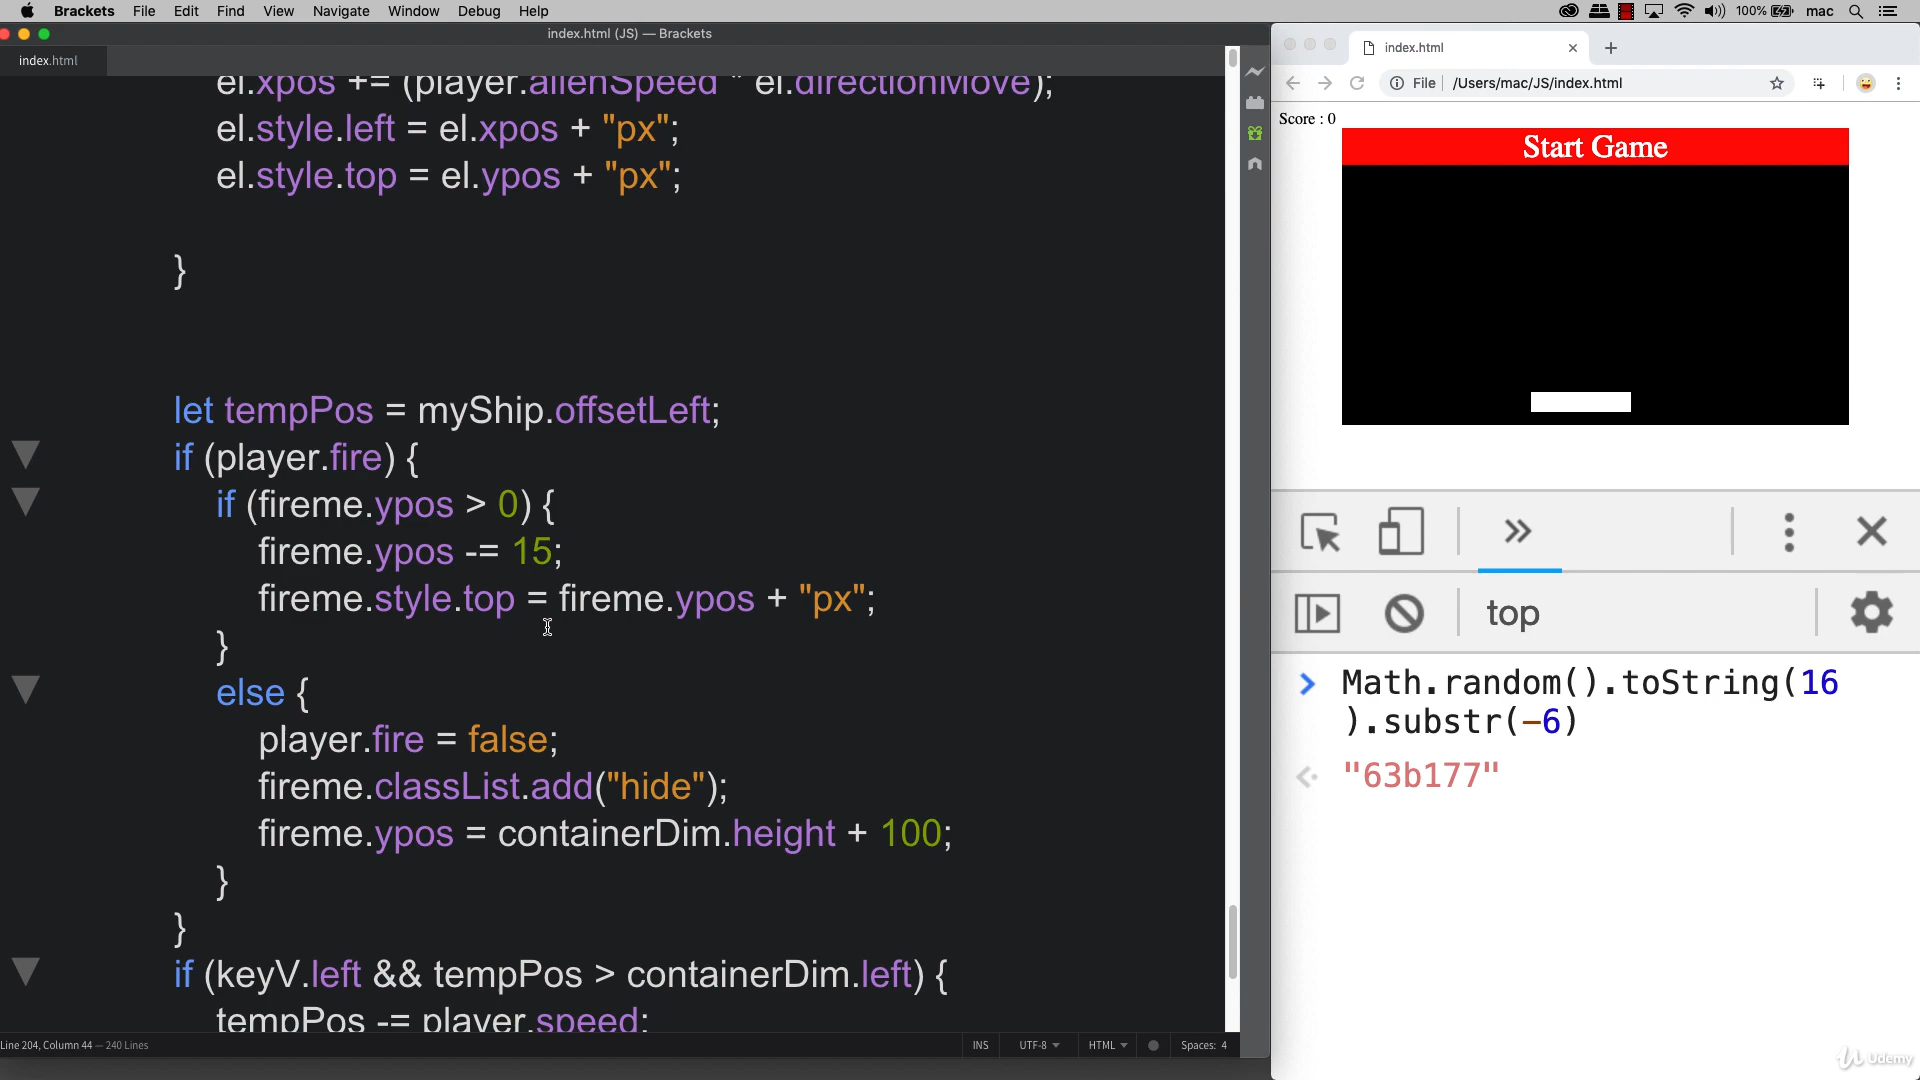 Brackets File Edit Find View Navigate Window Debug Help 100% mac
index.html (JS) — Brackets
index.html
el.xpos += (player.alienSpeed * el.directionMove);
el.style.left = el.xpos + "px";
el.style.top = el.ypos + "px";
}
let tempPos = myShip.offsetLeft;
if (player.fire) {
if (fireme.ypos > 0) {
fireme.ypos -= 15;
fireme.style.top = fireme.ypos + "px";
}
else {
player.fire = false;
fireme.classList.add("hide");
fireme.ypos = containerDim.height + 100;
}
}
if (keyV.left && tempPos > containerDim.left) {
tempPos -= player.speed;
Line 204, Column 44 — 240 Lines
INS UTF-8 HTML Spaces: 4
index.html
File /Users/mac/JS/index.html
Score : 0
Start Game
top
Math.random().toString(16
).substr(-6)
"63b177"
Udemy